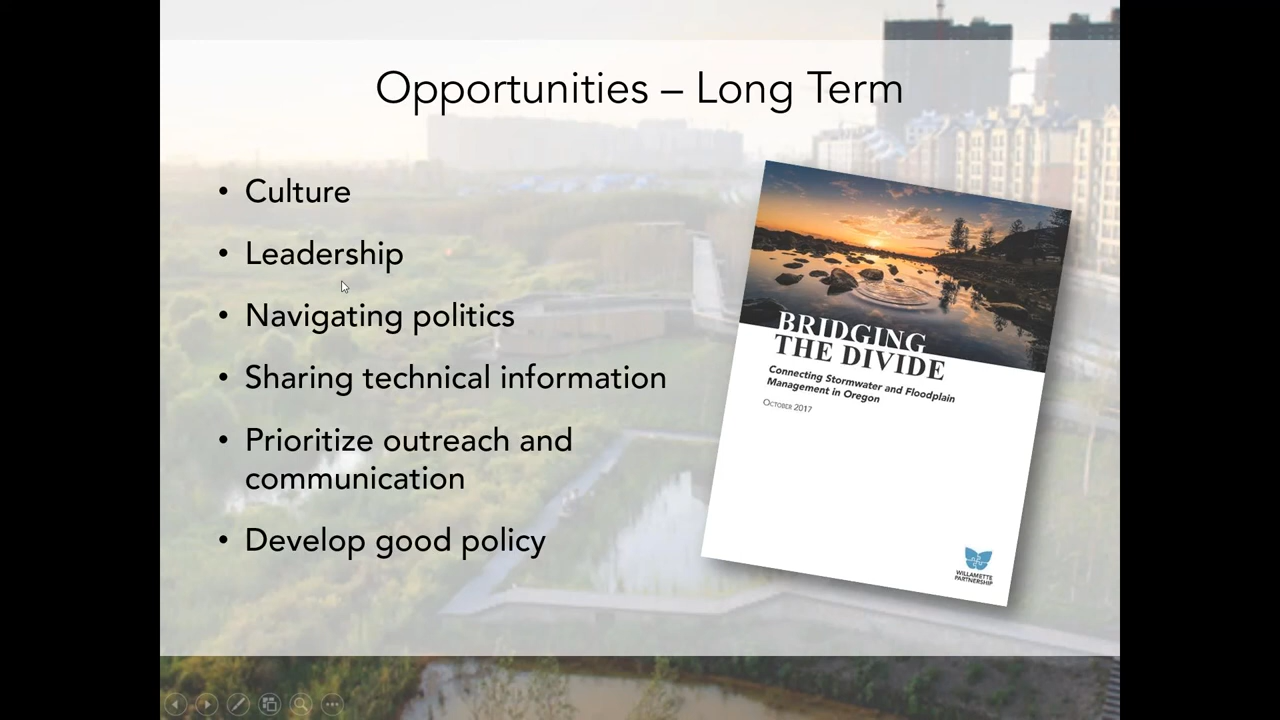 Opportunities – Long Term
• Culture
• Leadership
• Navigating politics
• Sharing technical information
• Prioritize outreach and
communication
• Develop good policy
BRIDGING
THE DIVIDE
Connecting Stormwater and Floodplain
Management in Oregon
October 2017
WILLAMETTE
PARTNERSHIP